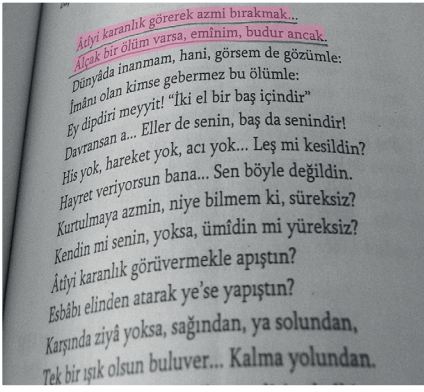 Âtîyi karanlık görerek azmi bırakmak...
Alçak bir ölüm varsa, emînim, budur ancak.
Dünyâda inanmam, hani, görsem de gözümle:
Îmânı olan kimse gebermez bu ölümle:
Ey dipdiri meyyit! “İki el bir baş içindir”
Davransan a... Eller de senin, baş da senindir!
His yok, hareket yok, acı yok... Leş mi kesildin?
Hayret veriyorsun bana... Sen böyle değildin.
Kurtulmaya azmin, niye bilmem ki, süreksiz?
Kendin mi senin, yoksa, ümîdin mi yüreksiz?
Âtîyi karanlık görüvermekle apıştın?
Esbâbı elinden atarak ye'se yapıştın?
Karşında ziyâ yoksa, sağından, ya solundan,
Tek bir ışık olsun buluver... Kalma yolundan.